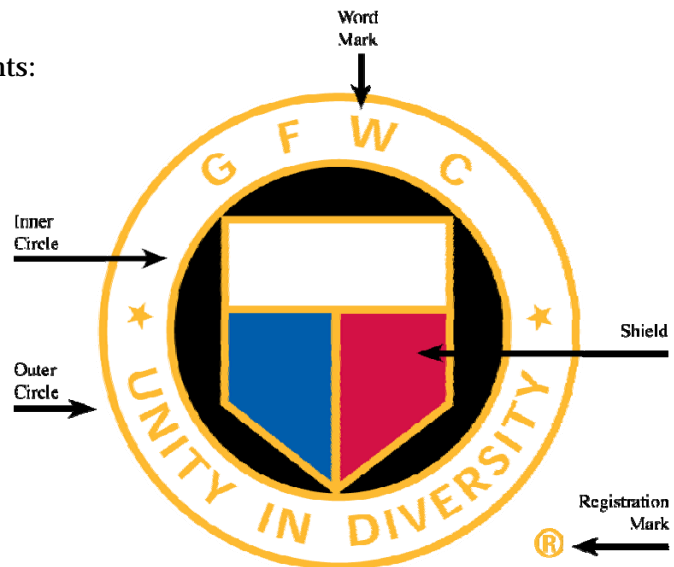 Word
Mark
nts:
G F W C
Inner
Circle
Shield
Outer
Circle
UNITY IN DIVERSITY
Registration
Mark
®